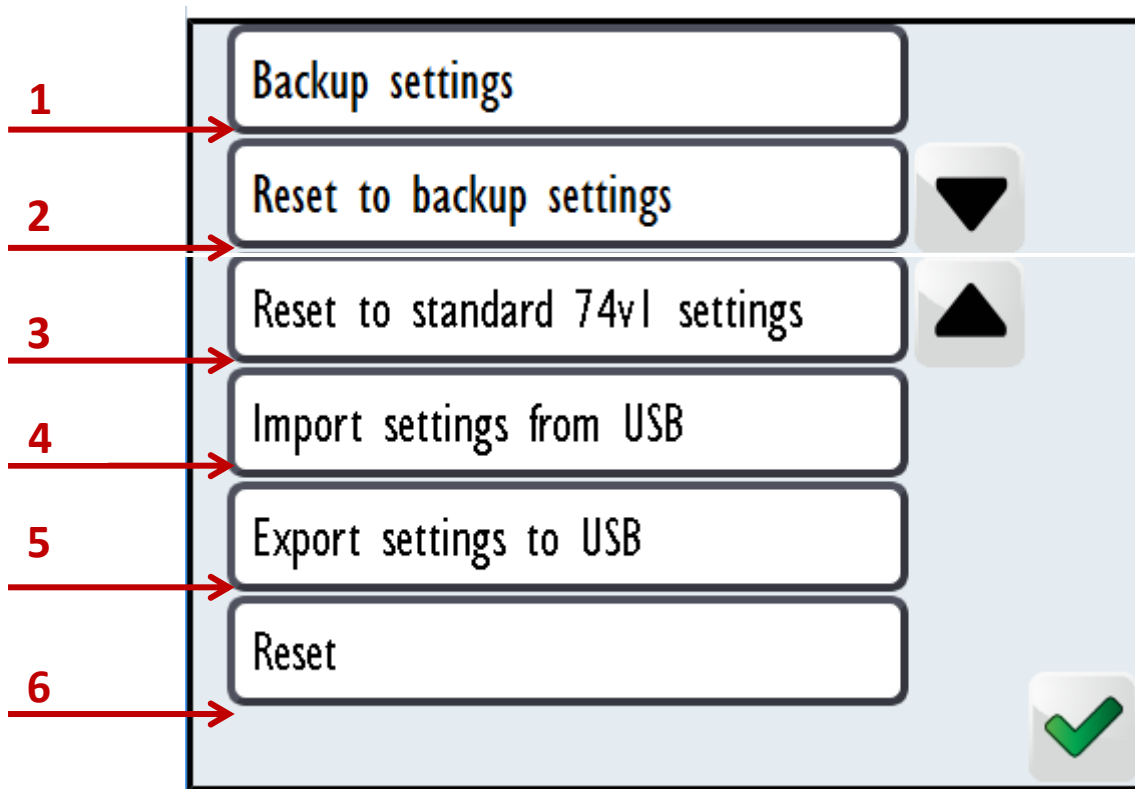 1
Backup settings
2
Reset to backup settings
3
Reset to standard 74v1 settings
4
Import settings from USB
5
Export settings to USB
6
Reset